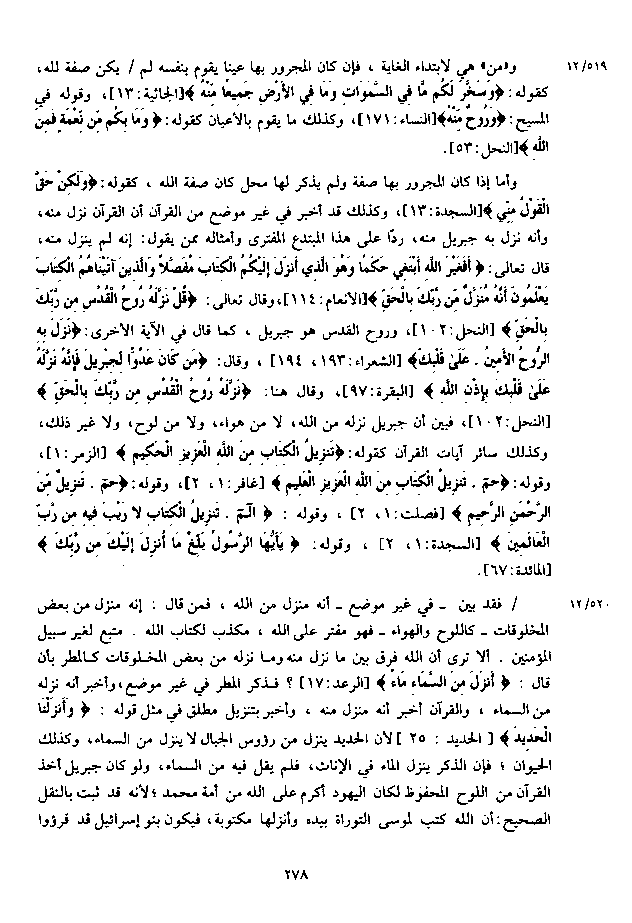 ١٢/٥١٩ و«من» هي لابتداء الغاية ، فإن كان المجرور بها عينا يقوم بنفسه لم / يكن صفة لله،
كقوله: ﴿وَسَخَّرَ لَكُم مَّا فِي السَّمَوَاتِ وَمَا فِي الأَرْضِ جَمِيعًا مِّنْهُ﴾ [الجاثية: ١٣]، وقوله في
المسيح: ﴿وَرُوحٌ مِّنْهُ﴾ [النساء: ١٧١]، وكذلك ما يقوم بالأعيان كقوله: ﴿وَمَا بِكُم مِّن نِّعْمَةٍ فَمِنَ
اللَّهِ﴾ [النحل: ٥٣].
وأما إذا كان المجرور بها صفة ولم يذكر لها محل كان صفة الله ، كقوله: ﴿وَلَكِنْ حَقَّ
الْقَوْلُ مِنِّي﴾ [السجدة: ١٣]، وكذلك قد أخبر في غير موضع من القرآن أن القرآن نزل منه،
وأنه نزل به جبريل منه، ردًا على هذا المبتدع المفترى وأمثاله ممن يقول: إنه لم ينزل منه،
قال تعالى: ﴿أَفَغَيْرَ اللَّهِ أَبْتَغِي حَكَمًا وَهُوَ الَّذِي أَنزَلَ إِلَيْكُمُ الْكِتَابَ مُفَصَّلاً وَالَّذِينَ آتَيْنَاهُمُ الْكِتَابَ
يَعْلَمُونَ أَنَّهُ مُنَزَّلٌ مِّن رَّبِّكَ بِالْحَقِّ﴾ [الأنعام: ١١٤]، وقال تعالى: ﴿قُلْ نَزَّلَهُ رُوحُ الْقُدُسِ مِن رَّبِّكَ
بِالْحَقِّ﴾ [النحل: ١٠٢]، وروح القدس هو جبريل ، كما قال في الآية الأخرى: ﴿نَزَلَ بِهِ
الرُّوحُ الأَمِينُ . عَلَىٰ قَلْبِكَ﴾ [الشعراء: ١٩٣، ١٩٤] ، وقال: ﴿مَن كَانَ عَدُوًّا لِّجِبْرِيلَ فَإِنَّهُ نَزَّلَهُ
عَلَىٰ قَلْبِكَ بِإِذْنِ اللَّهِ﴾ [البقرة: ٩٧]، وقال هنا: ﴿نَزَّلَهُ رُوحُ الْقُدُسِ مِن رَّبِّكَ بِالْحَقِّ﴾
[النحل: ١٠٢]، فبين أن جبريل نزله من الله، لا من هواء، ولا من لوح، ولا غير ذلك،
وكذلك سائر آيات القرآن كقوله: ﴿تَنزِيلُ الْكِتَابِ مِنَ اللَّهِ الْعَزِيزِ الْحَكِيمِ﴾ [الزمر: ١]،
وقوله: ﴿حمٓ . تَنزِيلُ الْكِتَابِ مِنَ اللَّهِ الْعَزِيزِ الْعَلِيمِ﴾ [غافر: ١، ٢]، وقوله: ﴿حمٓ . تَنزِيلٌ مِّنَ
الرَّحْمَنِ الرَّحِيمِ﴾ [فصلت: ١، ٢] ، وقوله : ﴿الٓمٓ . تَنزِيلُ الْكِتَابِ لا رَيْبَ فِيهِ مِن رَّبِّ
الْعَالَمِينَ﴾ [السجدة: ١، ٢] ، وقوله: ﴿يَأَيُّهَا الرَّسُولُ بَلِّغْ مَا أُنزِلَ إِلَيْكَ مِن رَّبِّكَ﴾
[المائدة: ٦٧].
١٢/٥٢٠ / فقد بين ـ في غير موضع ـ أنه منزل من الله ، فمن قال : إنه منزل من بعض
المخلوقات ـ كاللوح والهواء ـ فهو مفتر على الله ، مكذب لكتاب الله . متبع لغير سبيل
المؤمنين . ألا ترى أن الله فرق بين ما نزل منه وما نزله من بعض المخلوقات كالمطر بأن
قال : ﴿أَنزَلَ مِنَ السَّمَاءِ مَاءً﴾ [الرعد: ١٧] ؟ فذكر المطر في غير موضع، وأخبر أنه نزله
من السماء ، والقرآن أخبر أنه منزل منه ، وأخبر بتنزيل مطلق في مثل قوله : ﴿وَأَنزَلْنَا
الْحَدِيدَ﴾ [ الحديد : ٢٥ ] لأن الحديد ينزل من رؤوس الجبال لا ينزل من السماء، وكذلك
الحيوان ؛ فإن الذكر ينزل الماء في الإناث، فلم يقل فيه من السماء، ولو كان جبريل أخذ
القرآن من اللوح المحفوظ لكان اليهود أكرم على الله من أمة محمد ؛ لأنه قد ثبت بالنقل
الصحيح: أن الله كتب لموسى التوراة بيده وأنزلها مكتوبة، فيكون بنو إسرائيل قد قرؤوا
٢٧٨